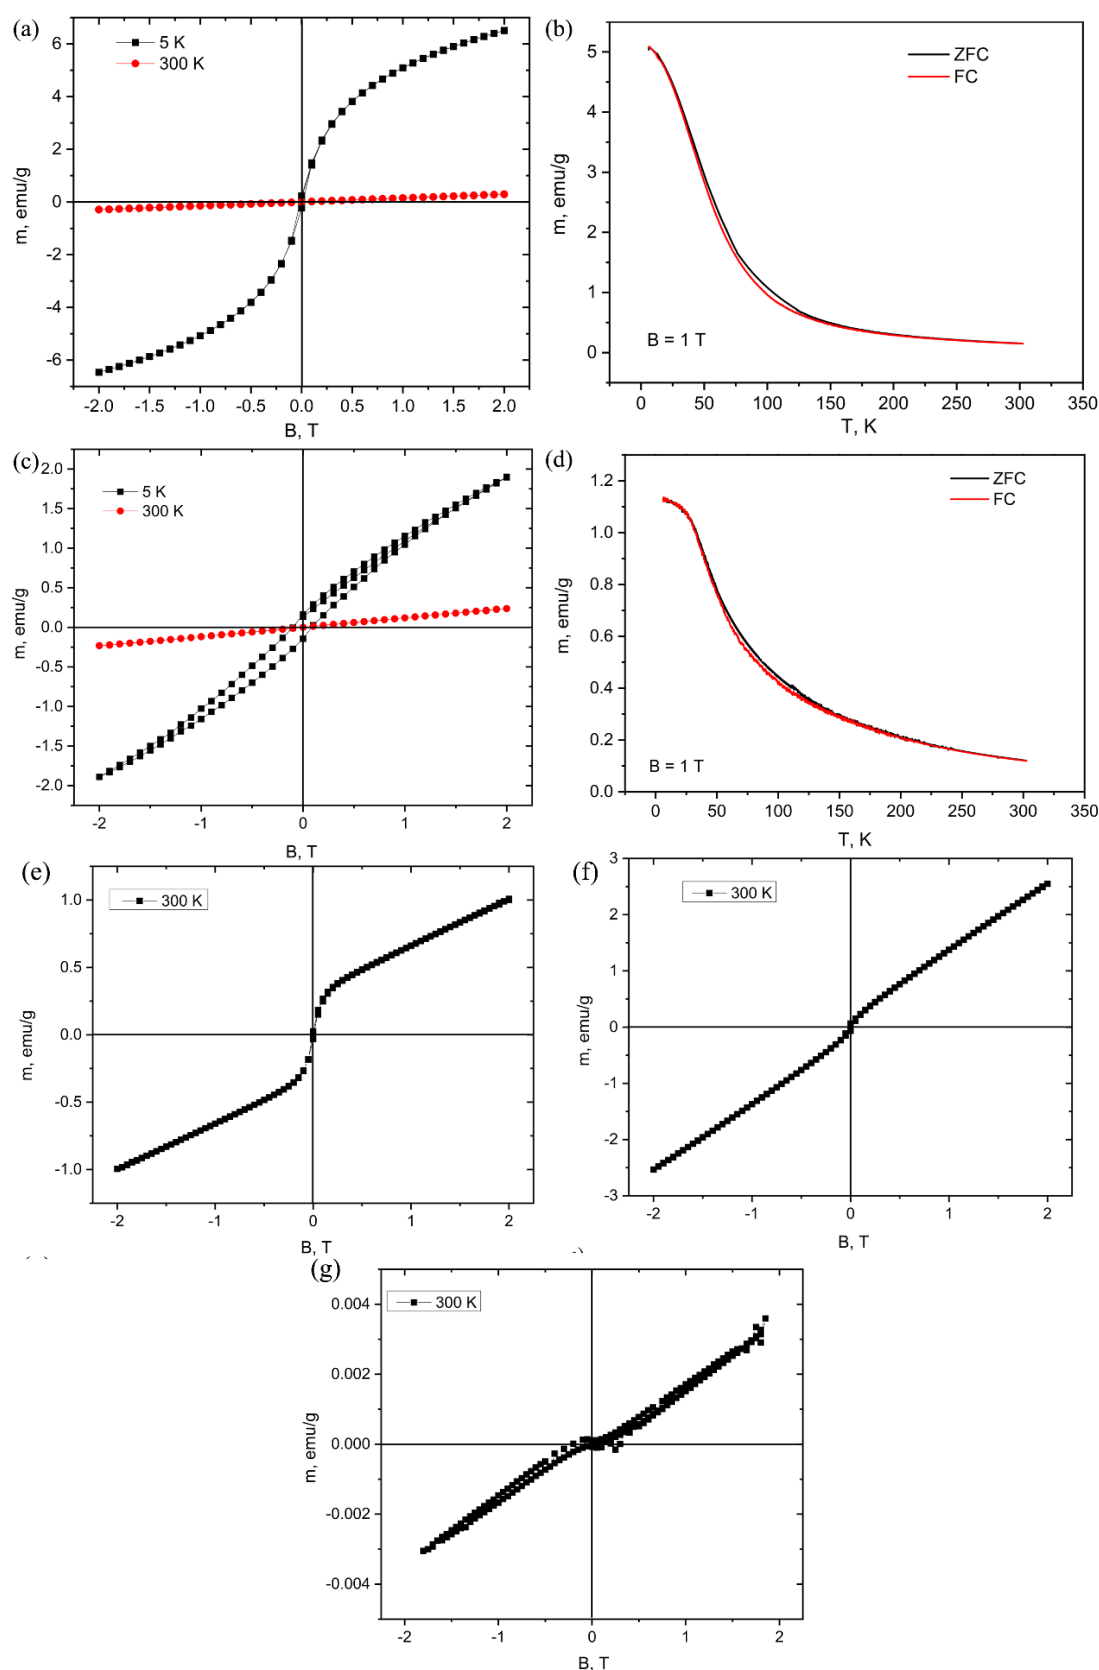 (a)
5 K
300 K
m, emu/g
6
4
2
0
-2
-4
-6
-2.0 -1.5 -1.0 -0.5 0.0 0.5 1.0 1.5 2.0
B, T
(b)
ZFC
FC
m, emu/g
5
4
3
2
1
0
B = 1 T
0 50 100 150 200 250 300 350
T, K
(c)
5 K
300 K
m, emu/g
2.0
1.5
1.0
0.5
0.0
-0.5
-1.0
-1.5
-2.0
-2 -1 0 1 2
B, T
(d)
ZFC
FC
m, emu/g
1.2
1.0
0.8
0.6
0.4
0.2
0.0
B = 1 T
0 50 100 150 200 250 300 350
T, K
(e)
300 K
m, emu/g
1.0
0.5
0.0
-0.5
-1.0
-2 -1 0 1 2
B, T
(f)
300 K
m, emu/g
3
2
1
0
-1
-2
-3
-2 -1 0 1 2
B, T
(g)
300 K
m, emu/g
0.004
0.002
0.000
-0.002
-0.004
-2 -1 0 1 2
B, T